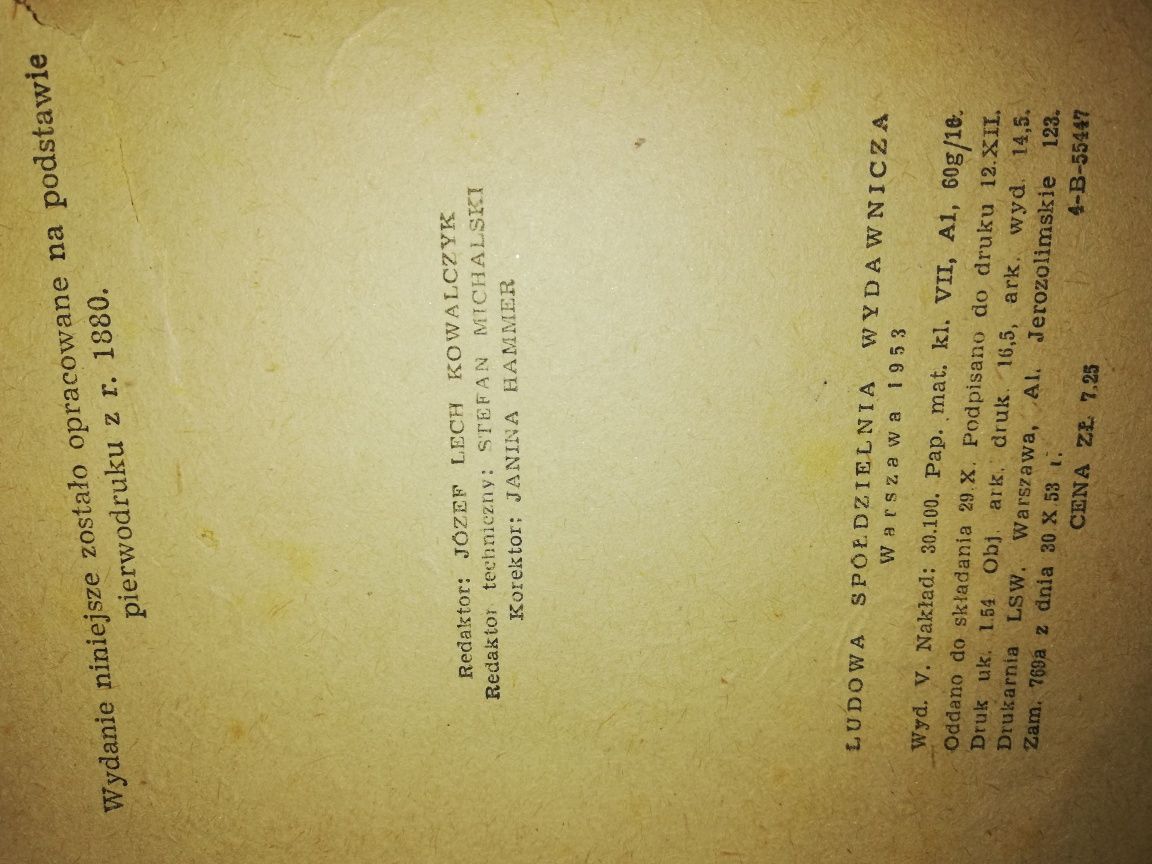 Wydanie niniejsze zostało opracowane na podstawie
pierwodruku z r. 1880.
Redaktor: JÓZEF LECH KOWALCZYK
Redaktor techniczny: STEFAN MICHALSKI
Korektor: JANINA HAMMER
LUDOWA SPÓŁDZIELNIA WYDAWNICZA
Warszawa 1953
Wyd. V. Nakład: 30.100. Pap. mat. kl. VII, A1, 60g/16.
Oddano do składania 29.X. Podpisano do druku 12.XII.
Druk uk. 1.54 Obj. ark. druk. 16,5, ark. wyd. 14,5.
Drukarnia LSW. Warszawa, Al. Jerozolimskie 123.
Zam. 769a z dnia 30 X 53 r. 4-B-55447
CENA ZŁ 7,25